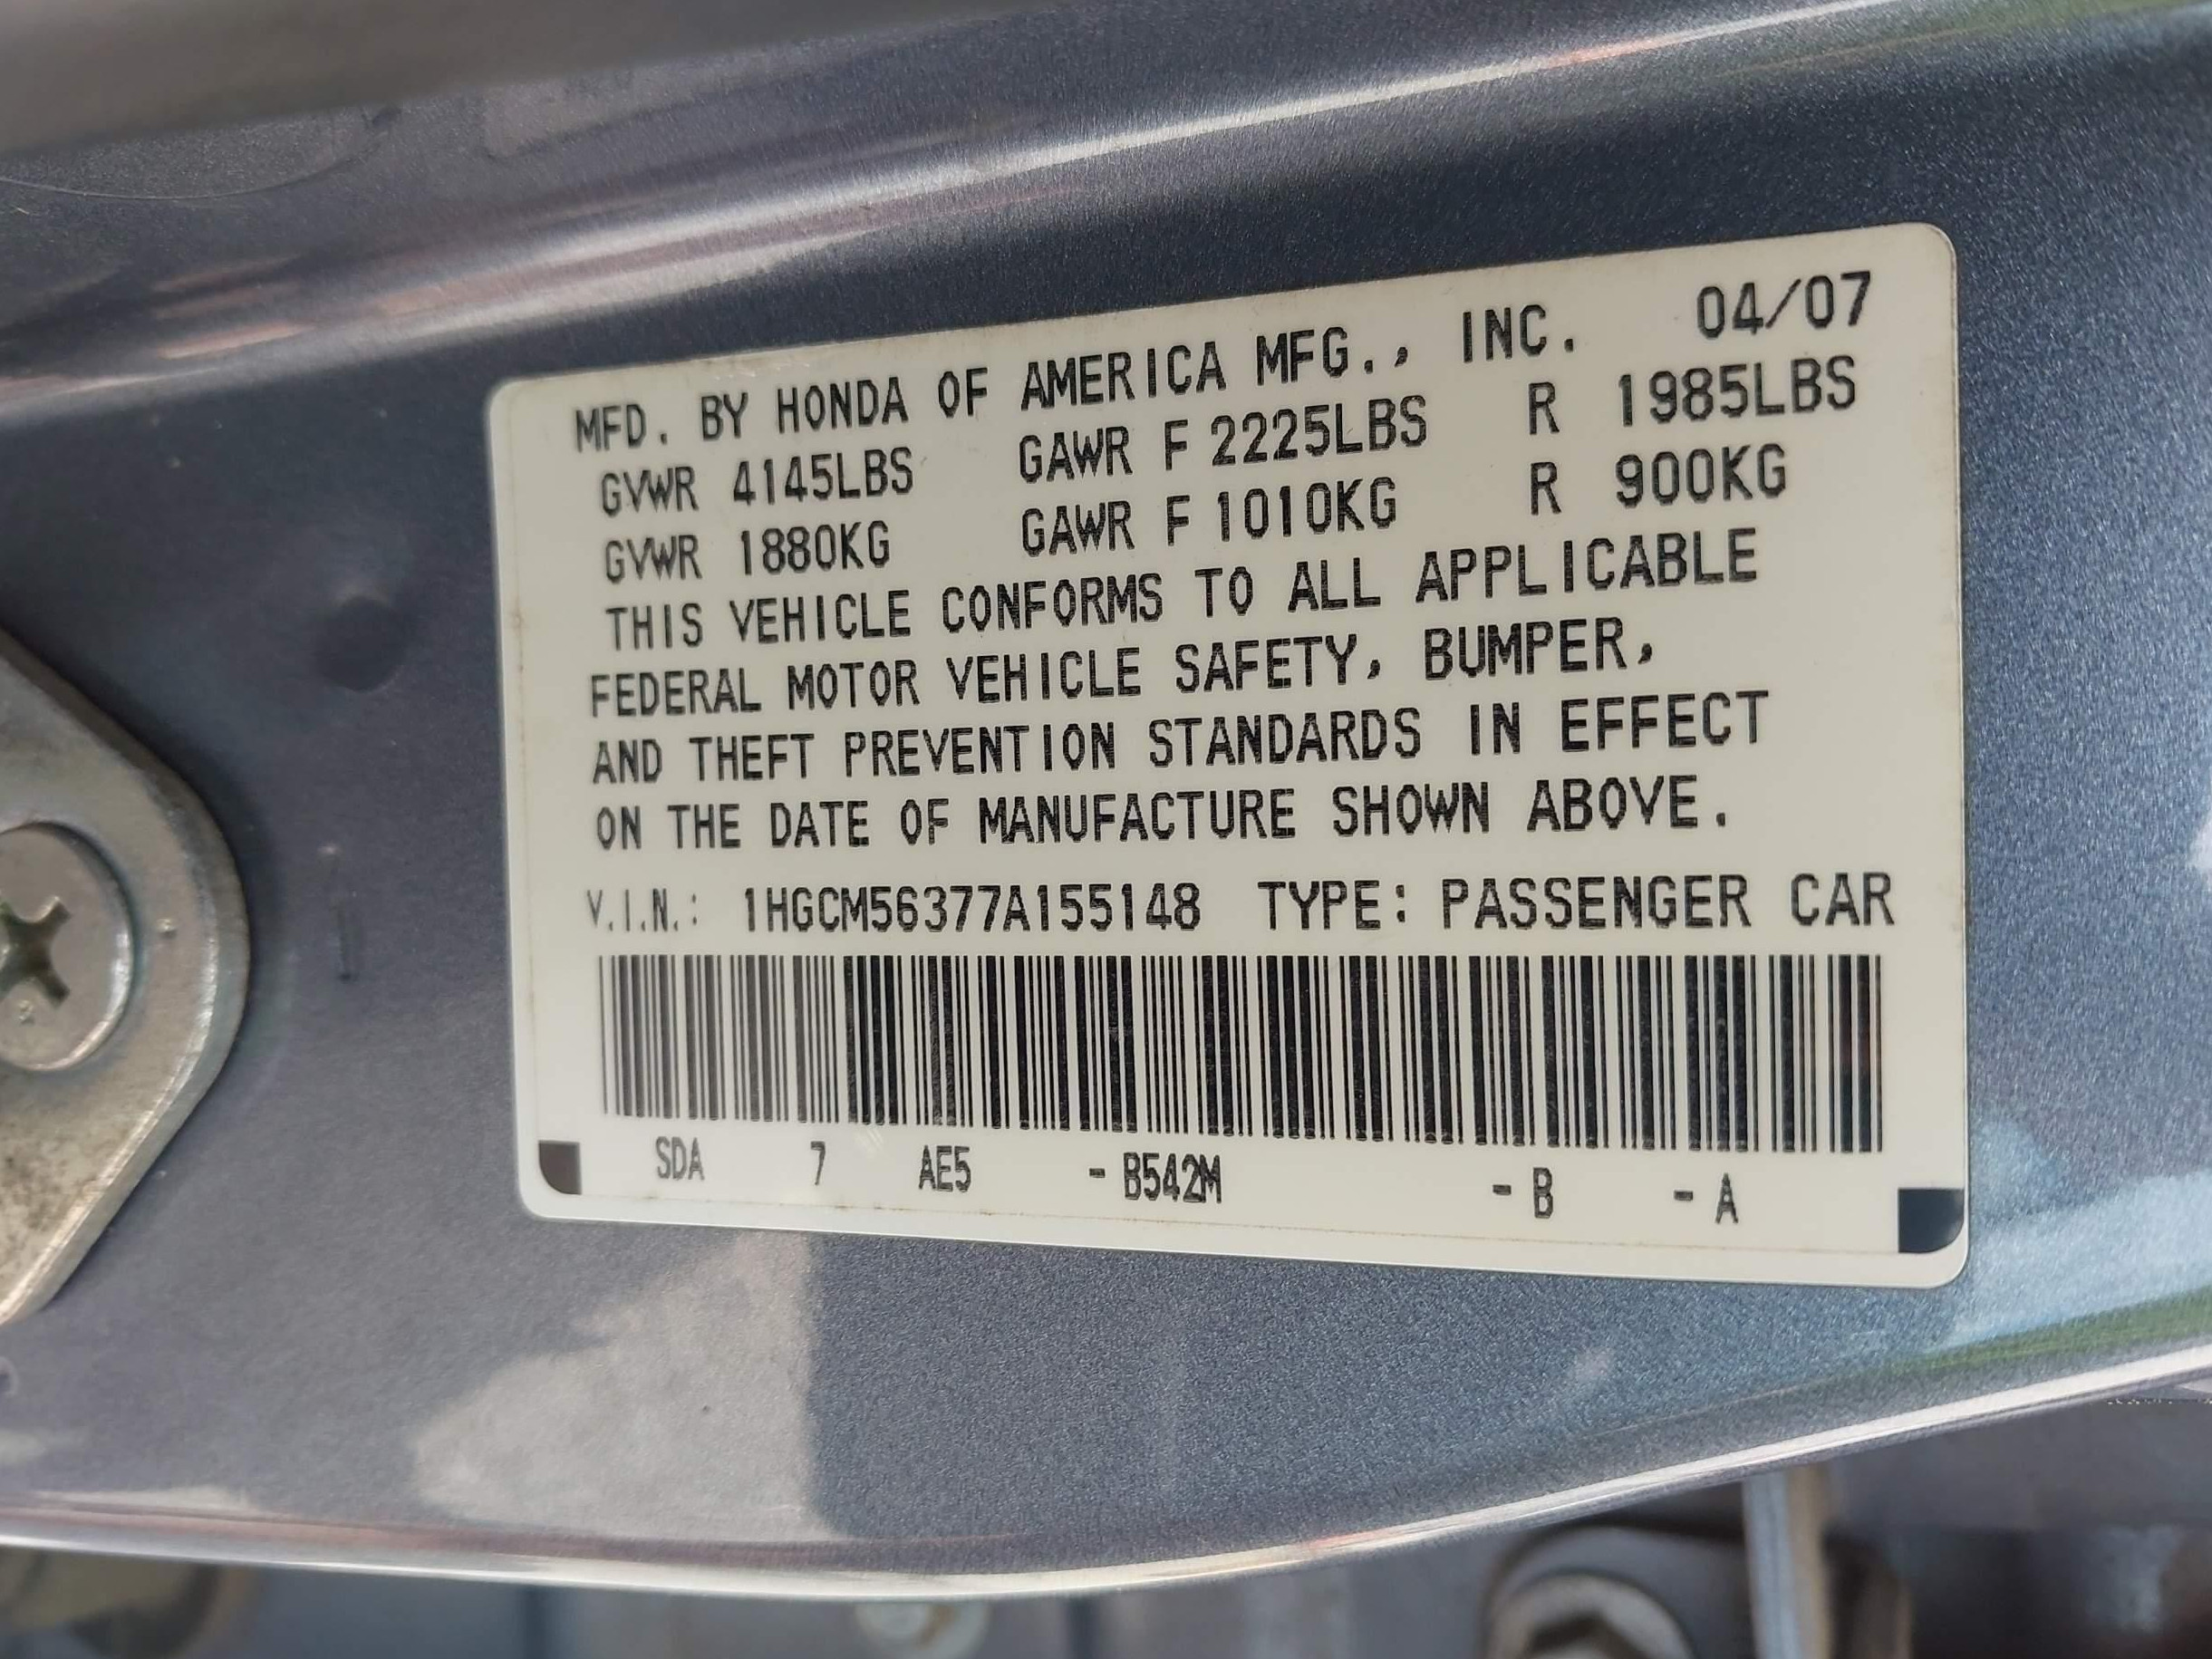 MFD. BY HONDA OF AMERICA MFG., INC. 04/07
GVWR 4145LBS GAWR F 2225LBS R 1985LBS
GVWR 1880KG GAWR F 1010KG R 900KG
THIS VEHICLE CONFORMS TO ALL APPLICABLE
FEDERAL MOTOR VEHICLE SAFETY, BUMPER,
AND THEFT PREVENTION STANDARDS IN EFFECT
ON THE DATE OF MANUFACTURE SHOWN ABOVE.
V.I.N.: 1HGCM56377A155148 TYPE: PASSENGER CAR
SDA 7 AE5 -B542M -B -A